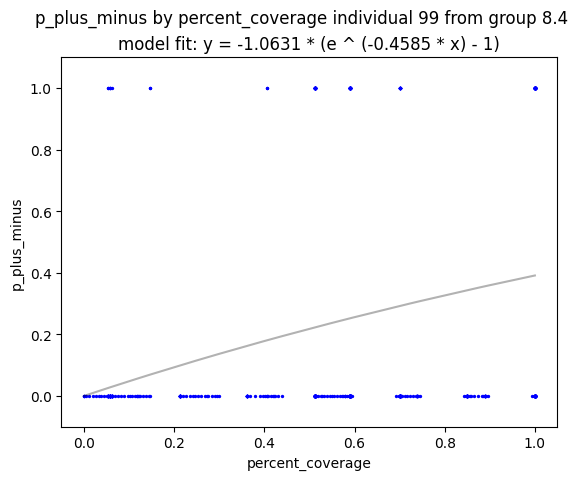 p_plus_minus by percent_coverage individual 99 from group 8.4
model fit: y = -1.0631 * (e ^ (-0.4585 * x) - 1)
1.0
0.8
0.6
0.4
0.2
0.0
p_plus_minus
0.0 0.2 0.4 0.6 0.8 1.0
percent_coverage